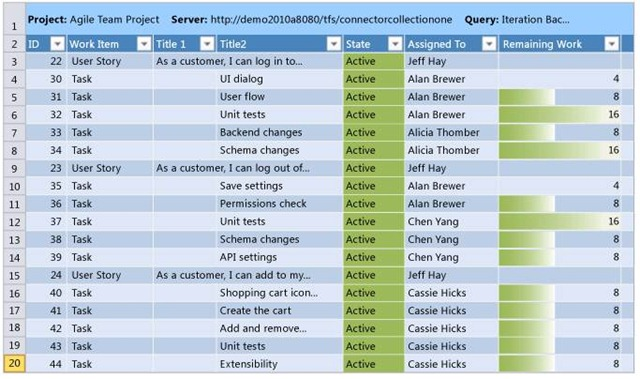 1 Project: Agile Team Project Server: http://demo2010a8080/tfs/connectorcollectionone Query: Iteration Bac...
2 ID Work Item Title 1 Title2 State Assigned To Remaining Work
3 22 User Story As a customer, I can log in to... Active Jeff Hay
4 30 Task UI dialog Active Alan Brewer 4
5 31 Task User flow Active Alan Brewer 8
6 32 Task Unit tests Active Alan Brewer 16
7 33 Task Backend changes Active Alicia Thomber 8
8 34 Task Schema changes Active Alicia Thomber 16
9 23 User Story As a customer, I can log out of... Active Jeff Hay
10 35 Task Save settings Active Alan Brewer 4
11 36 Task Permissions check Active Alan Brewer 8
12 37 Task Unit tests Active Chen Yang 16
13 38 Task Schema changes Active Chen Yang 8
14 39 Task API settings Active Chen Yang 8
15 24 User Story As a customer, I can add to my... Active Jeff Hay
16 40 Task Shopping cart icon... Active Cassie Hicks 8
17 41 Task Create the cart Active Cassie Hicks 8
18 42 Task Add and remove... Active Cassie Hicks 8
19 43 Task Unit tests Active Cassie Hicks 8
20 44 Task Extensibility Active Cassie Hicks 8